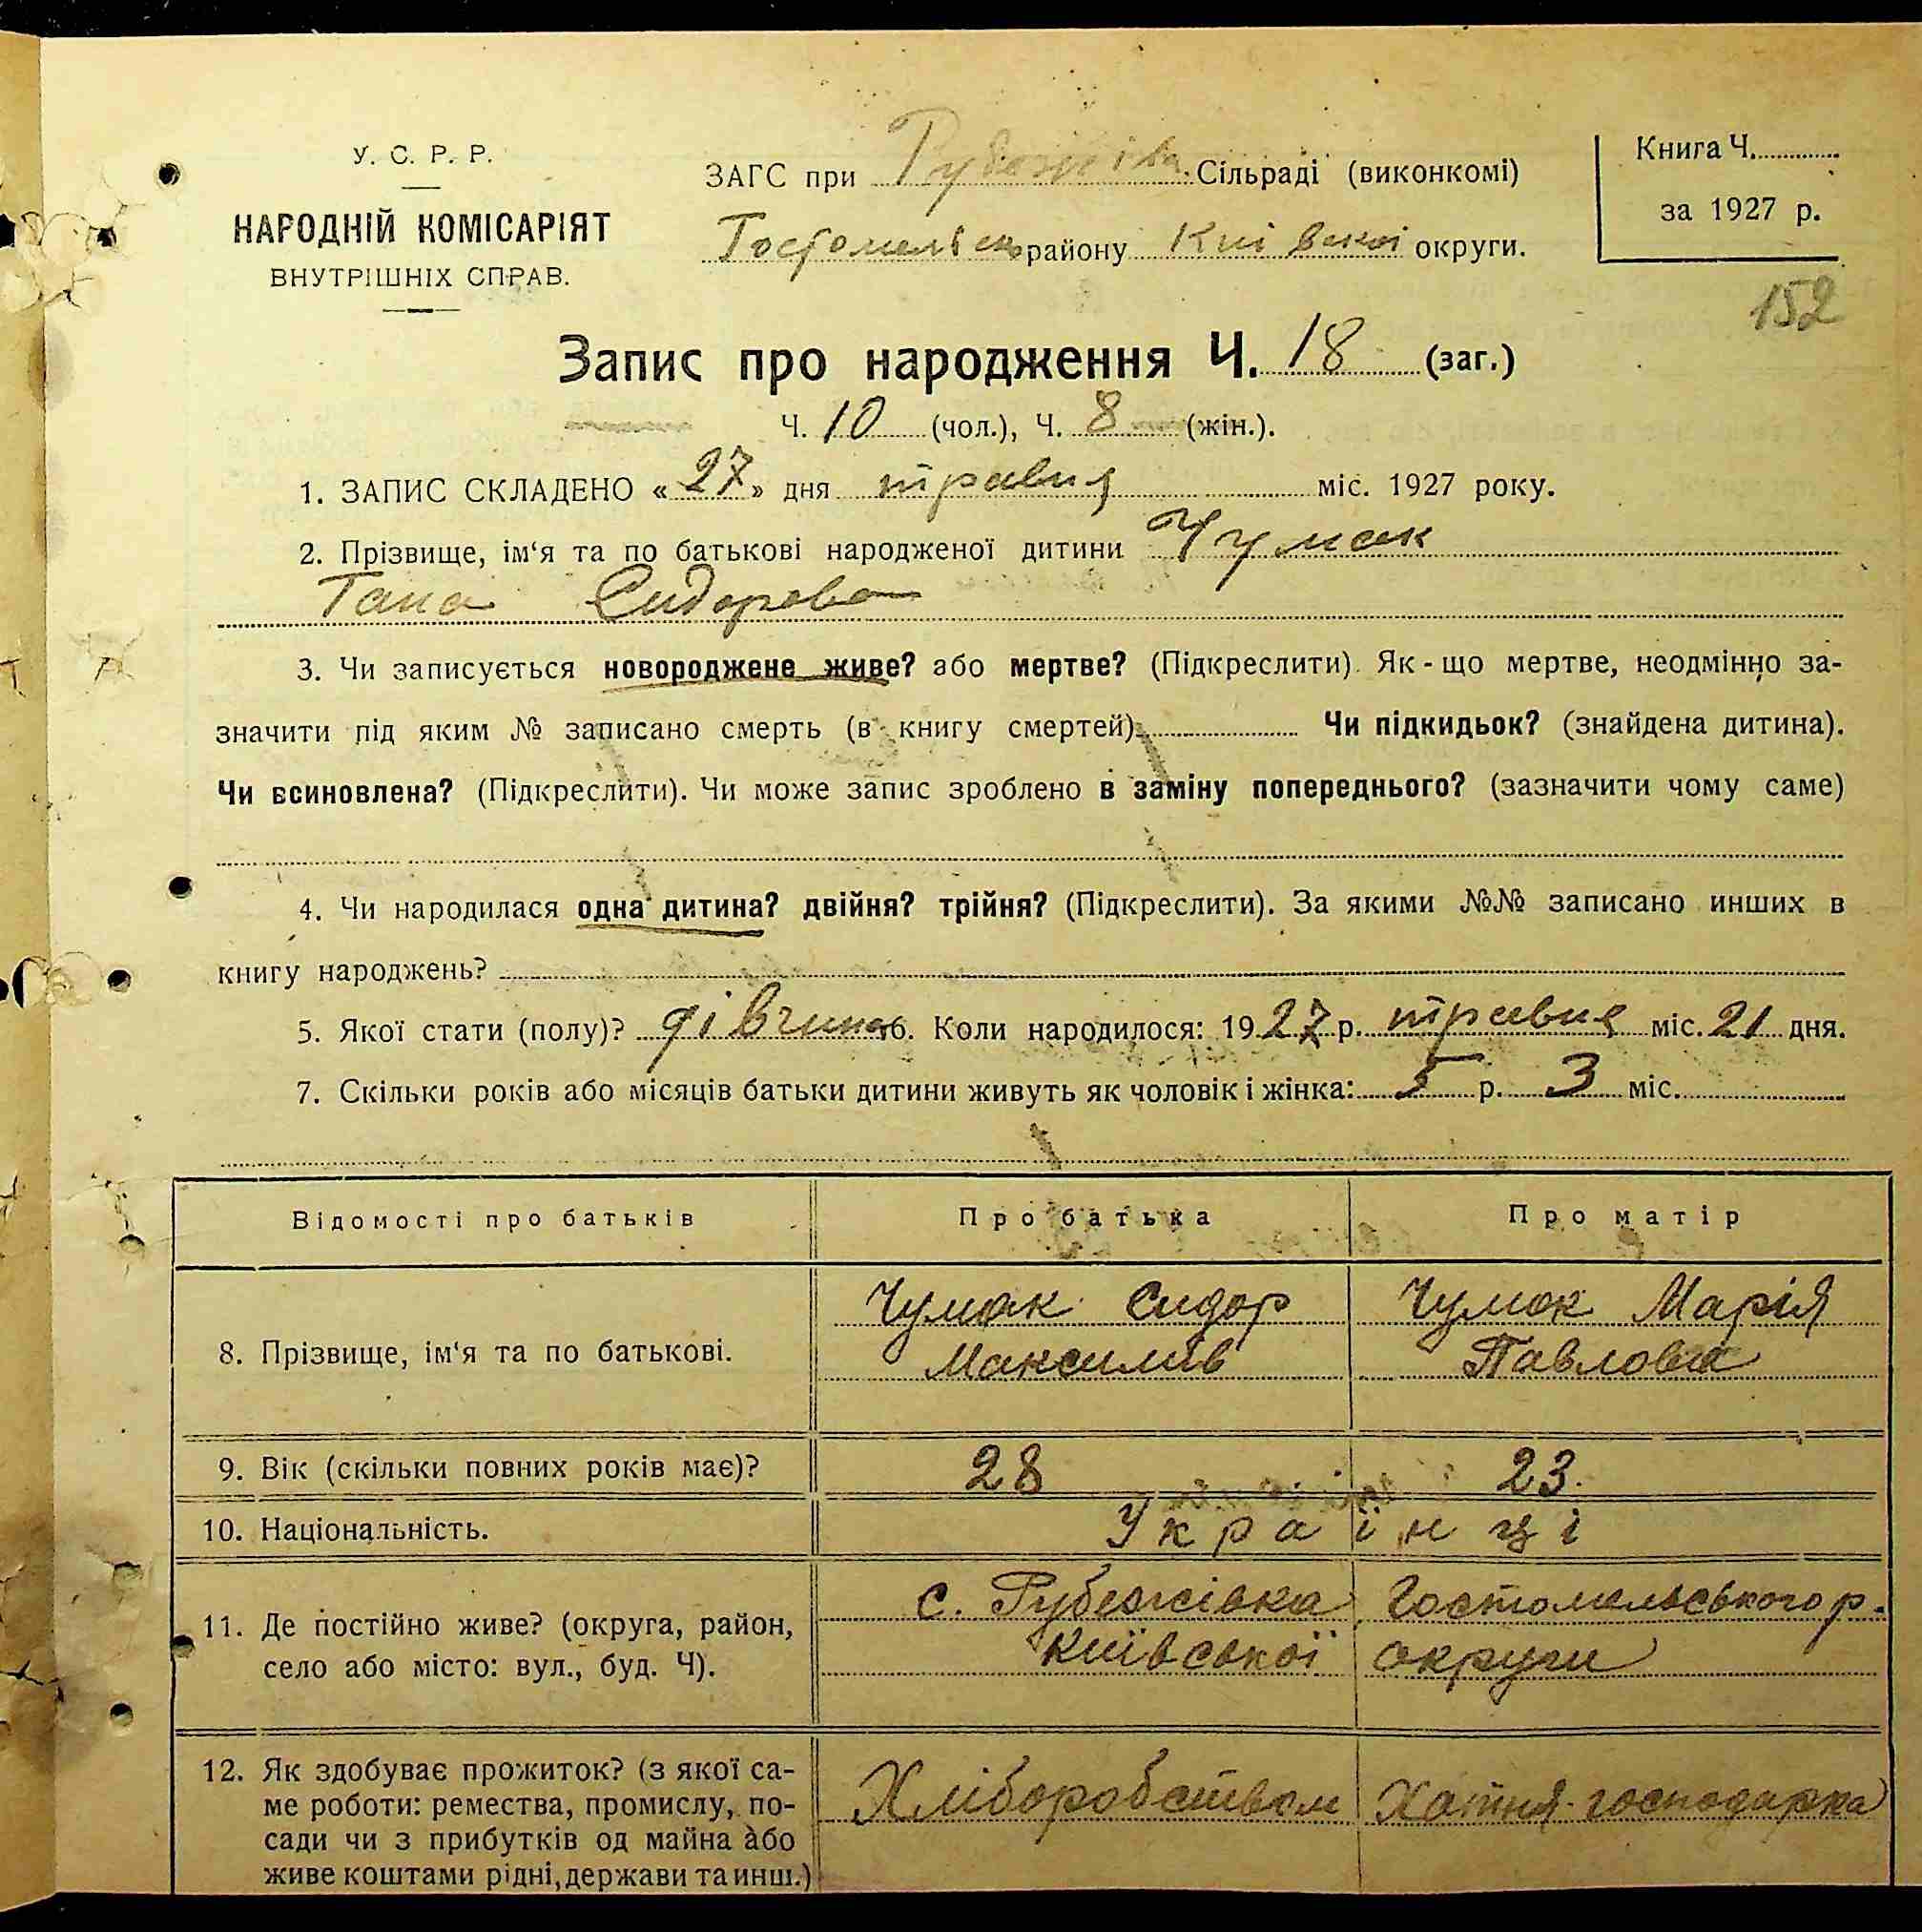 У. С. Р. Р.
НАРОДНІЙ КОМІСАРІЯТ
ВНУТРІШНІХ СПРАВ.
ЗАГС при Рубежівс Сільраді (виконкомі)
Гостомельськ району Київської округи.
Книга Ч.
за 1927 р.
152
Запис про народження Ч. 18 (заг.)
Ч. 10 (чол.), Ч. 8 (жін.).
1. ЗАПИС СКЛАДЕНО «27» дня травня міс. 1927 року.
2. Прізвище, ім‘я та по батькові народженої дитини Чумак
Гана Сидорова
3. Чи записується новороджене живе? або мертве? (Підкреслити). Як-що мертве, неодмінно за-
значити під яким № записано смерть (в книгу смертей) Чи підкидьок? (знайдена дитина).
Чи всиновлена? (Підкреслити). Чи може запис зроблено в заміну попереднього? (зазначити чому саме)
4. Чи народилася одна дитина? двійня? трійня? (Підкреслити). За якими №№ записано инших в
книгу народжень?
5. Якої стати (полу)? дівчина 6. Коли народилося: 1927 р. травня міс. 21 дня.
7. Скільки років або місяців батьки дитини живуть як чоловік і жінка: 5 р. 3 міс.
Відомості про батьків Про батька Про матір
8. Прізвище, ім‘я та по батькові.
Чумак Сидор
Максимів
Чумак Марія
Павловна
9. Вік (скільки повних років має)? 28 23.
10. Національність. Українці
11. Де постійно живе? (округа, район,
село або місто: вул., буд. Ч).
с. Рубежівка Гостомельського р.
Київської округи
12. Як здобуває прожиток? (з якої са-
ме роботи: ремества, промислу, по-
сади чи з прибутків од майна або
живе коштами рідні, держави та инш.)
Хліборобством Хатня господарка